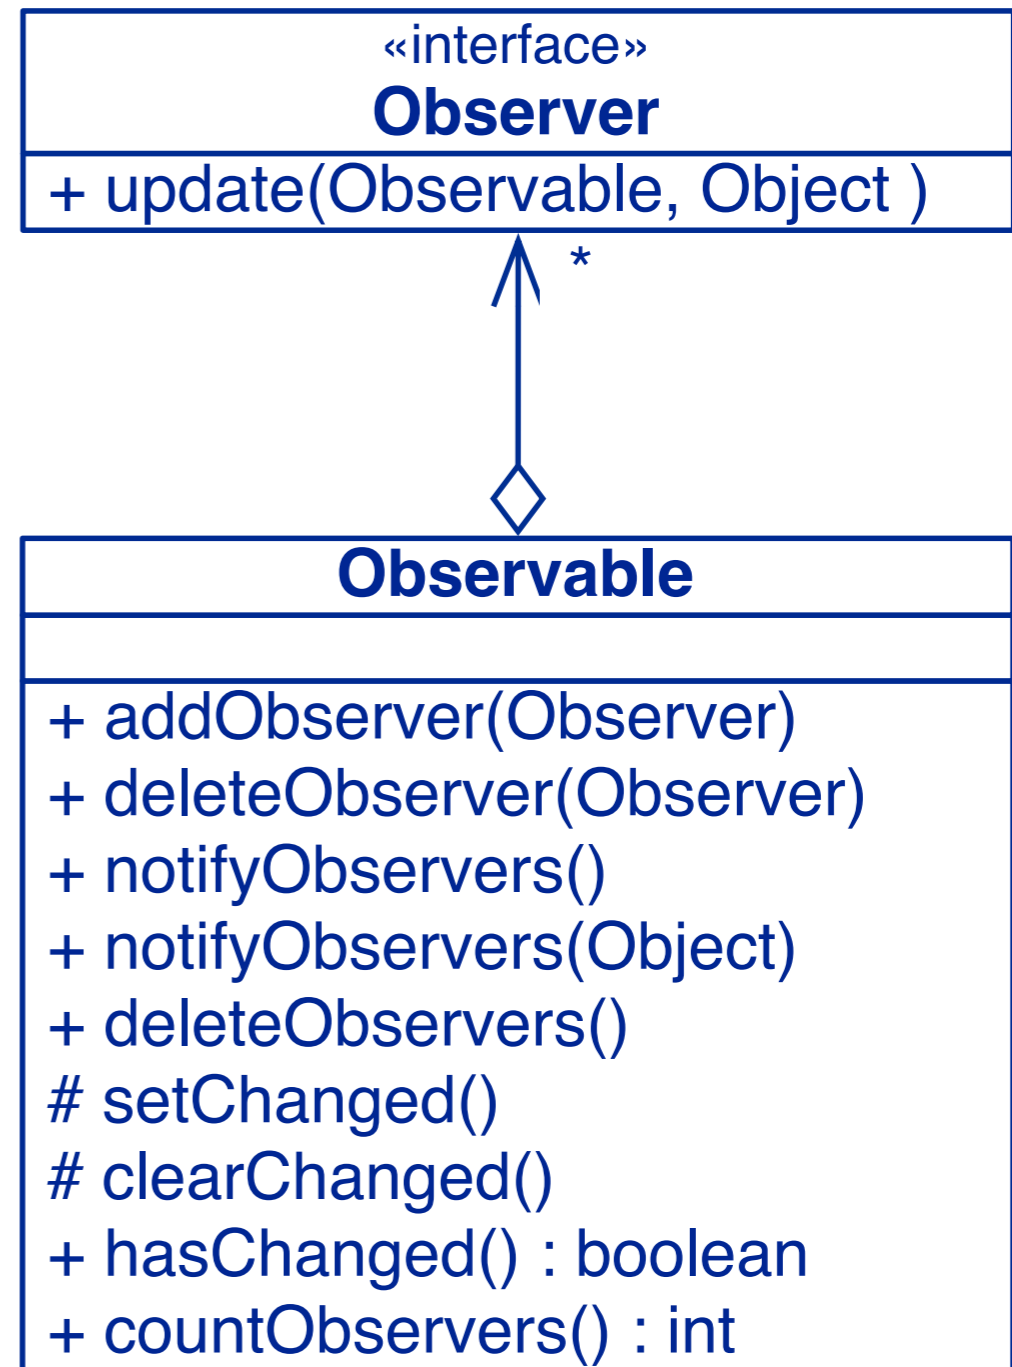 «interface»
Observer
+ update(Observable, Object )
*
Observable
+ addObserver(Observer)
+ deleteObserver(Observer)
+ notifyObservers()
+ notifyObservers(Object)
+ deleteObservers()
# setChanged()
# clearChanged()
+ hasChanged() : boolean
+ countObservers() : int